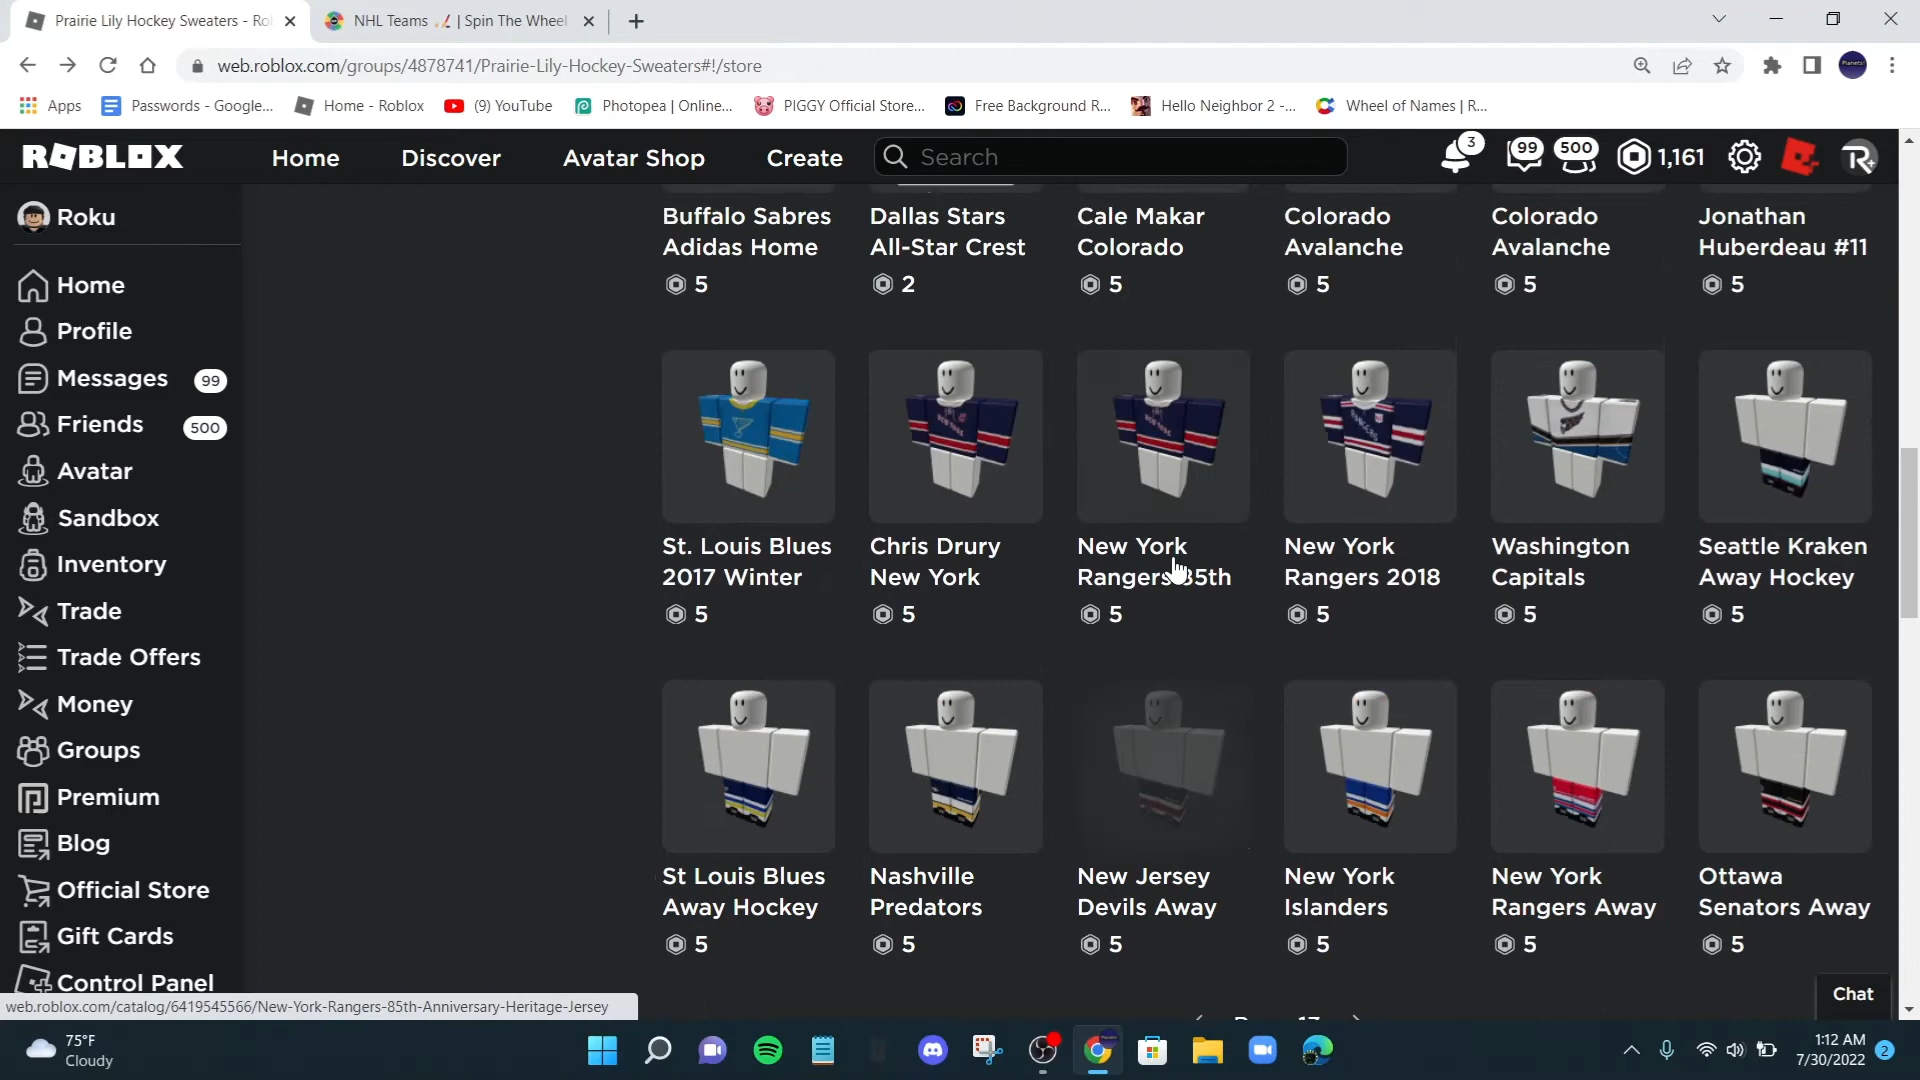 Prairie Lily Hockey Sweaters - Ro
NHL Teams 🏒 | Spin The Wheel
web.roblox.com/groups/4878741/Prairie-Lily-Hockey-Sweaters#!/store
Planets!
Apps
Passwords - Google...
Home - Roblox
(9) YouTube
Photopea | Online...
PIGGY Official Store...
Free Background R...
Hello Neighbor 2 -...
Wheel of Names | R...
ROBLOX
Home
Discover
Avatar Shop
Create
Search
3
99
500
1,161
R+
Roku
Home
Profile
Messages
99
Friends
500
Avatar
Sandbox
Inventory
Trade
Trade Offers
Money
Groups
Premium
Blog
Official Store
Gift Cards
Control Panel
Buffalo Sabres
Adidas Home
5
Dallas Stars
All-Star Crest
2
Cale Makar
Colorado
5
Colorado
Avalanche
5
Colorado
Avalanche
5
Jonathan
Huberdeau #11
5
St. Louis Blues
2017 Winter
5
NEW YORK
Chris Drury
New York
5
NEW YORK
New York
Rangers 85th
5
RANGERS
New York
Rangers 2018
5
Washington
Capitals
5
Seattle Kraken
Away Hockey
5
St Louis Blues
Away Hockey
5
Nashville
Predators
5
New Jersey
Devils Away
5
New York
Islanders
5
New York
Rangers Away
5
Ottawa
Senators Away
5
Chat
web.roblox.com/catalog/6419545566/New-York-Rangers-85th-Anniversary-Heritage-Jersey
75°F
Cloudy
1:12 AM
7/30/2022
2